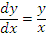 dy/dx = y/x